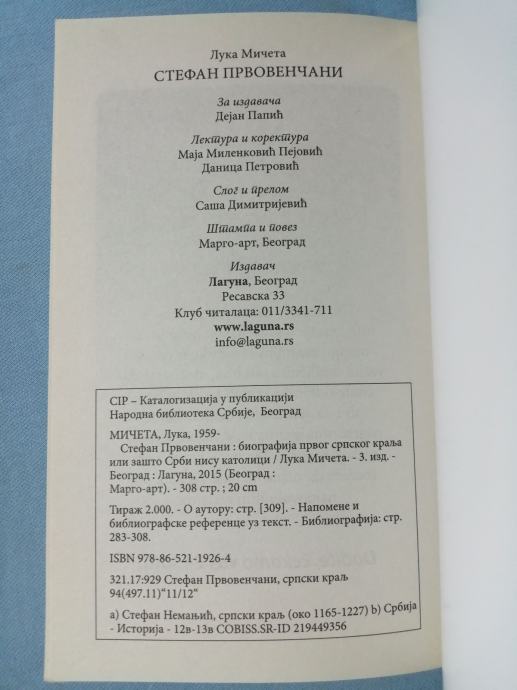 Лука Мичета
СТЕФАН ПРВОВЕНЧАНИ
За издавача
Дејан Папић
Лектура и коректура
Маја Миленковић Пејовић
Даница Петровић
Слог и прелом
Саша Димитријевић
Штампа и повез
Марго-арт, Београд
Издавач
Лагуна, Београд
Ресавска 33
Клуб читалаца: 011/3341-711
www.laguna.rs
info@laguna.rs
CIP – Каталогизација у публикацији
Народна библиотека Србије, Београд
МИЧЕТА, Лука, 1959-
Стефан Првовенчани : биографија првог српског краља
или зашто Срби нису католици / Лука Мичета. - 3. изд. -
Београд : Лагуна, 2015 (Београд :
Марго-арт). - 308 стр. ; 20 cm
Тираж 2.000. - О аутору: стр. [309]. - Напомене и
библиографске референце уз текст. - Библиографија: стр.
283-308.
ISBN 978-86-521-1926-4
321.17:929 Стефан Првовенчани, српски краљ
94(497.11)“11/12“
a) Стефан Немањић, српски краљ (око 1165-1227) b) Србија
- Историја - 12в-13в COBISS.SR-ID 219449356